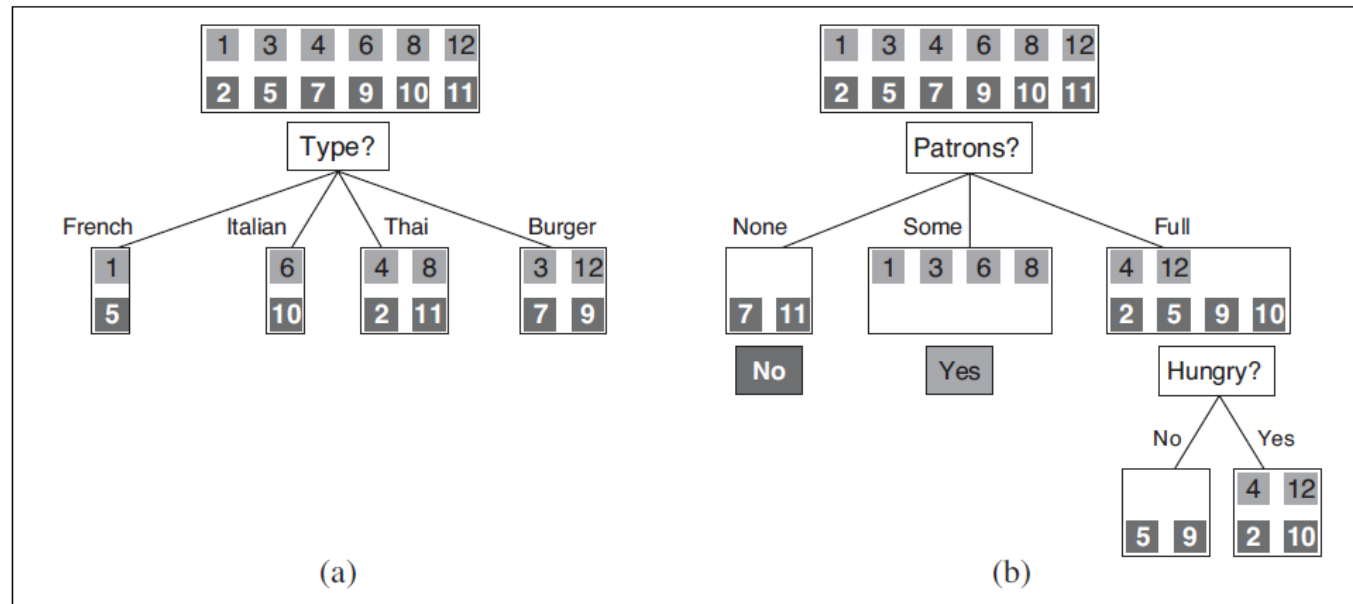 1 3 4 6 8 12
2 5 7 9 10 11
Type?
French Italian Thai Burger
1 6 4 8 3 12
5 10 2 11 7 9
(a)
1 3 4 6 8 12
2 5 7 9 10 11
Patrons?
None Some Full
1 3 6 8 4 12
7 11 2 5 9 10
No Yes Hungry?
No Yes
4 12
5 9 2 10
(b)